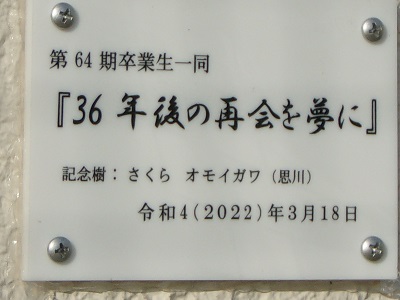 第64期卒業生一同
『36年後の再会を夢に』
記念樹：さくら　オモイガワ（思川）
令和4(2022)年3月18日